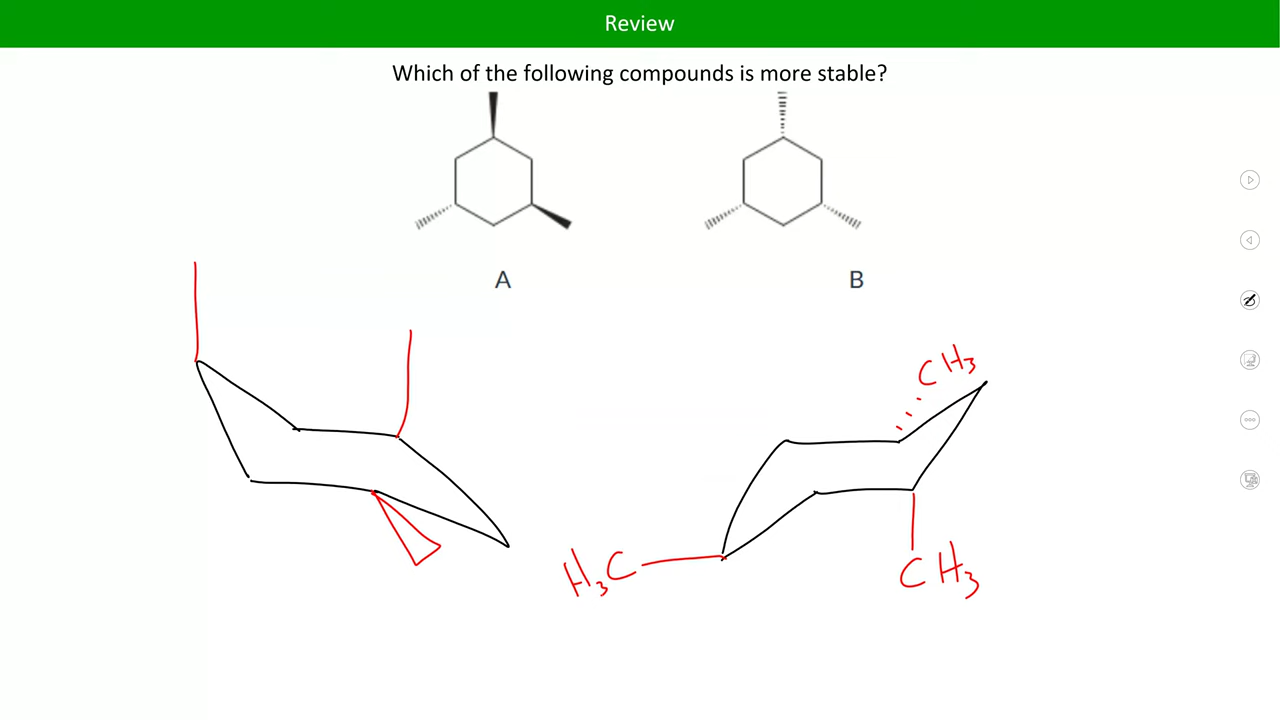 Review
Which of the following compounds is more stable?
A
B
CH₃
H₃C
CH₃